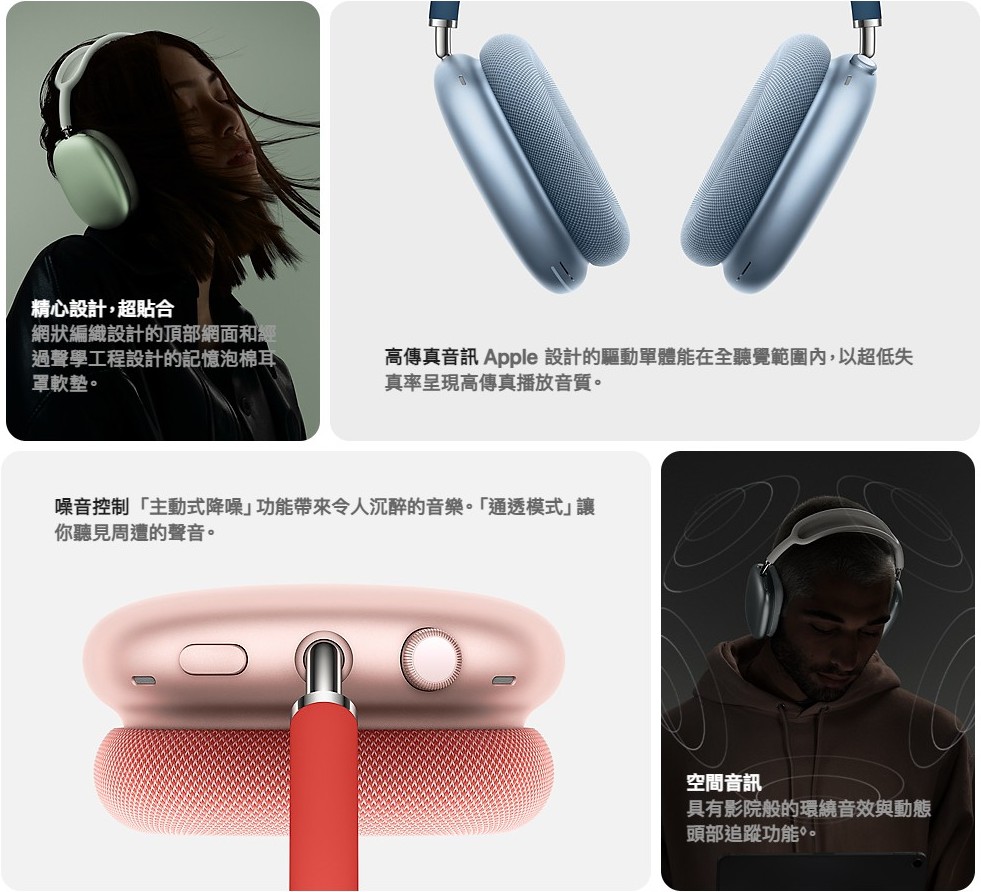 精心設計，超貼合
網狀編織設計的頂部網面和經
過聲學工程設計的記憶泡棉耳
罩軟墊。
高傳真音訊 Apple 設計的驅動單體能在全聽覺範圍內，以超低失
真率呈現高傳真播放音質。
噪音控制「主動式降噪」功能帶來令人沉醉的音樂。「通透模式」讓
你聽見周遭的聲音。
空間音訊
具有影院般的環繞音效與動態
頭部追蹤功能◊。